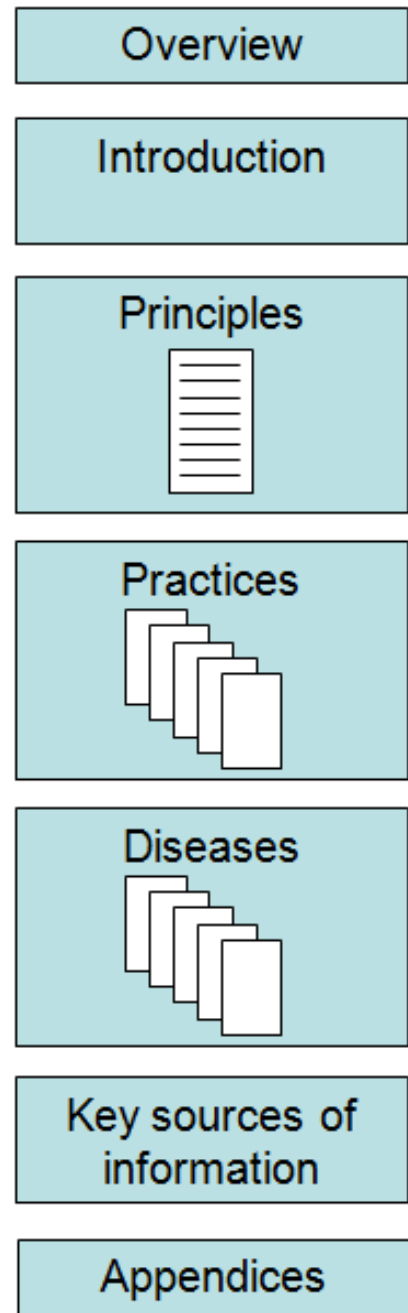 Overview
Introduction
Principles
Practices
Diseases
Key sources of
information
Appendices